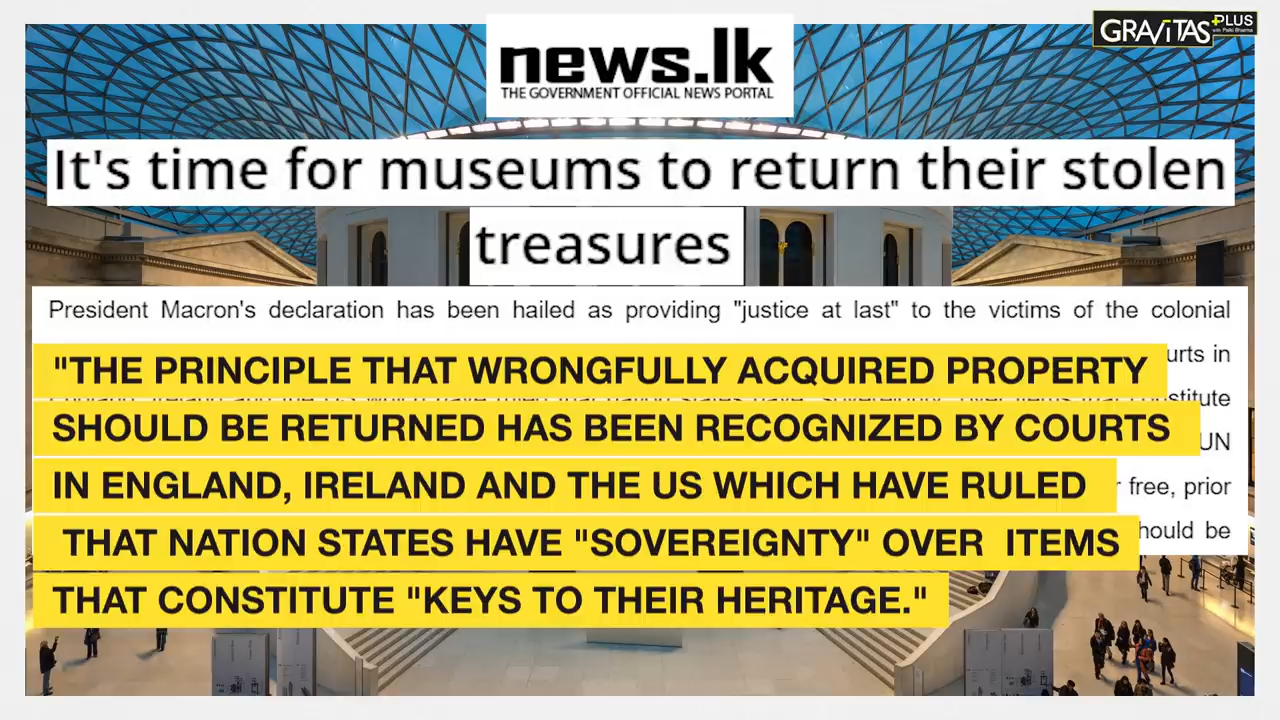 GRAVITAS PLUS
with Palki Sharma
news.lk
THE GOVERNMENT OFFICIAL NEWS PORTAL
It's time for museums to return their stolen
treasures
President Macron's declaration has been hailed as providing "justice at last" to the victims of the colonial
urts in
"THE PRINCIPLE THAT WRONGFULLY ACQUIRED PROPERTY
SHOULD BE RETURNED HAS BEEN RECOGNIZED BY COURTS
UN
IN ENGLAND, IRELAND AND THE US WHICH HAVE RULED
free, prior
THAT NATION STATES HAVE "SOVEREIGNTY" OVER ITEMS
hould be
THAT CONSTITUTE "KEYS TO THEIR HERITAGE."